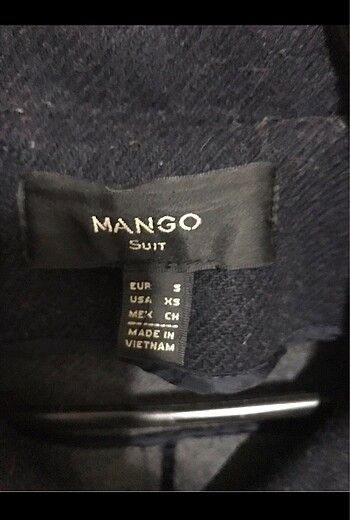 MANGO
SUIT
EUR S
USA XS
MEX CH
MADE IN
VIETNAM